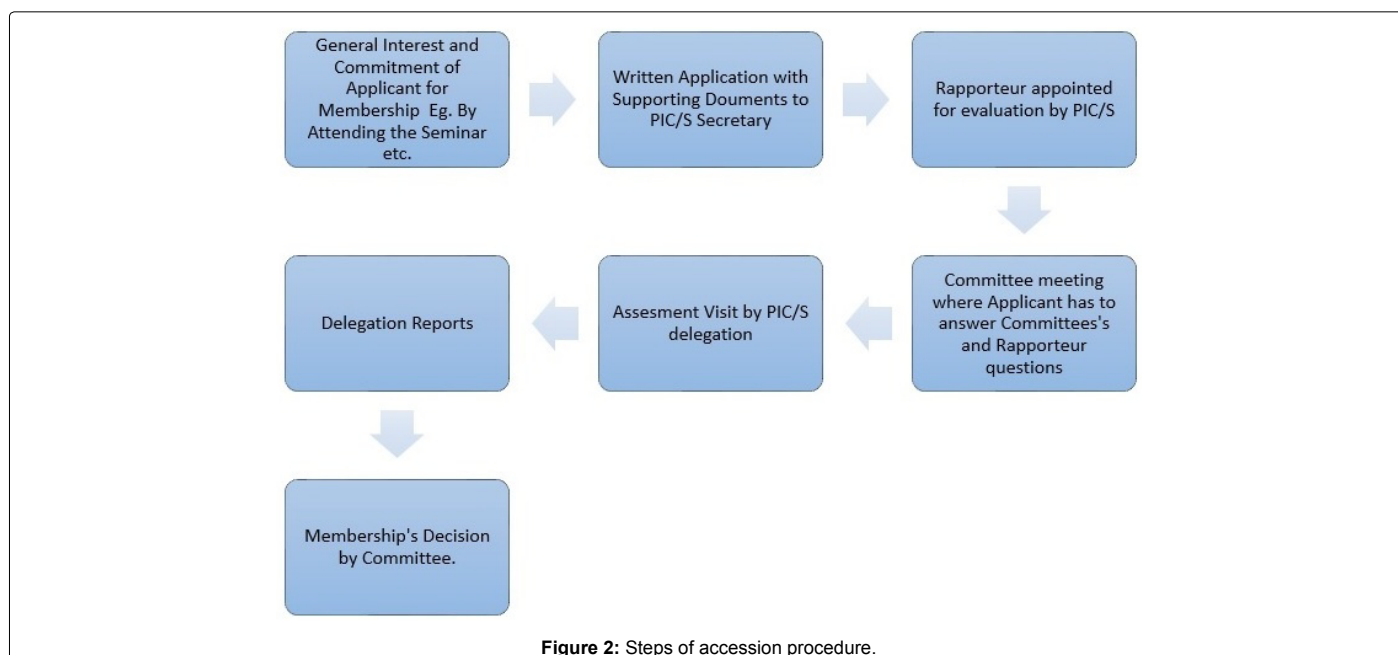 General Interest and
Commitment of
Applicant for
Membership Eg. By
Attending the Seminar
etc.
Written Application with
Supporting Douments to
PIC/S Secretary
Rapporteur appointed
for evaluation by PIC/S
Committee meeting
where Applicant has to
answer Committees's
and Rapporteur
questions
Assesment Visit by PIC/S
delegation
Delegation Reports
Membership's Decision
by Committee.
Figure 2: Steps of accession procedure.